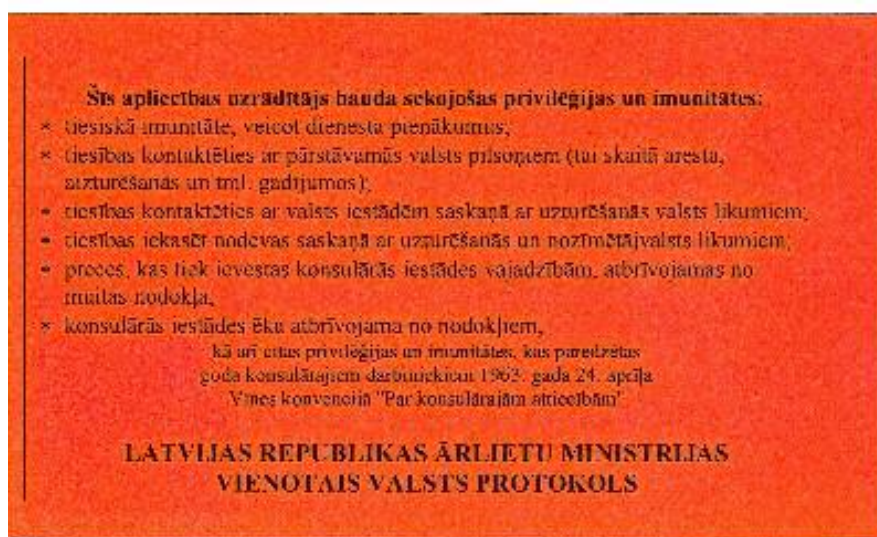 Šīs apliecības uzrādītājs bauda sekojošas privilēģijas un imunitātes:
* tiesiskā imunitāte, veicot dienesta pienākumus;
* tiesības kontaktēties ar pārstāvamās valsts pilsoņiem (tai skaitā aresta,
aizturēšanās un tml. gadījumos);
* tiesības kontaktēties ar valsts iestādēm saskaņā ar uzturēšanās valsts likumiem;
* tiesības iekasēt nodevas saskaņā ar uzturēšanās un nozīmētājvalsts likumiem;
* preces, kas tiek ievestas konsulārās iestādes vajadzībām, atbrīvojamas no
muitas nodokļa;
* konsulārās iestādes ēka atbrīvojama no nodokļiem,
kā arī citas privilēģijas un imunitātes, kas paredzētas
goda konsulārajiem darbiniekiem 1963. gada 24. aprīļa
Vīnes konvencijā "Par konsulārajām attiecībām"
LATVIJAS REPUBLIKAS ĀRLIETU MINISTRIJAS
VIENOTAIS VALSTS PROTOKOLS